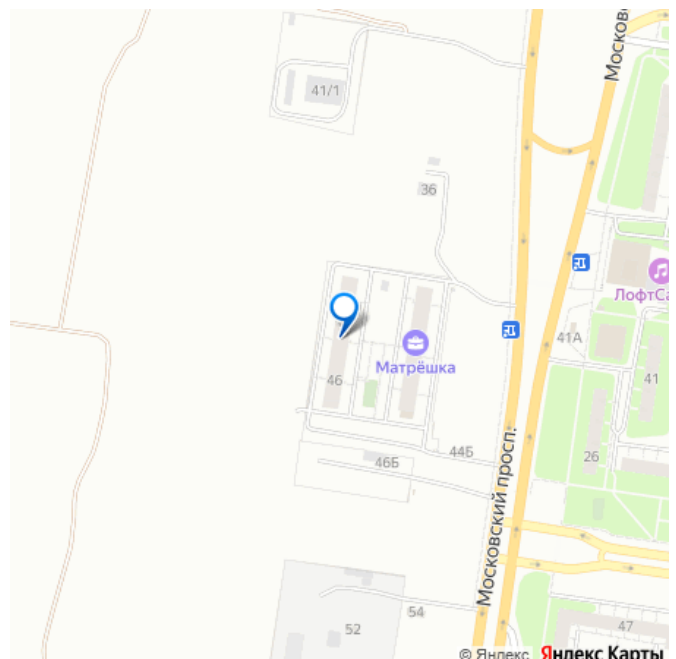 Московс
41/1
36
ЛофтСа
41А
Матрёшка
46
41
44Б
26
46Б
Московский просп.
54
52
47
© Яндекс Яндекс Карты